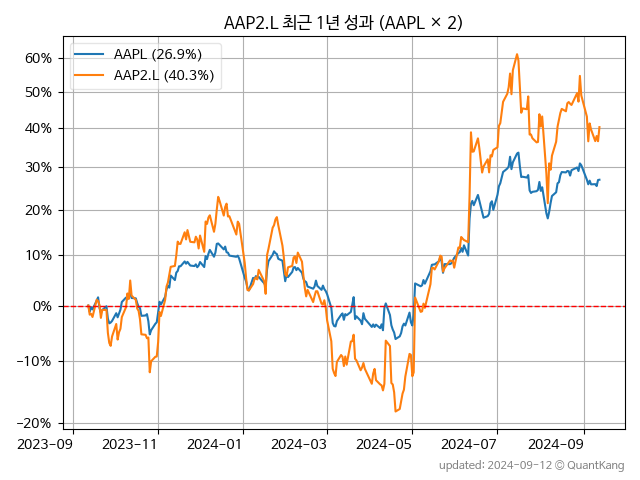 AAP2.L 최근 1년 성과 (AAPL × 2)
AAPL (26.9%)
AAP2.L (40.3%)
60%
50%
40%
30%
20%
10%
0%
-10%
-20%
2023-09 2023-11 2024-01 2024-03 2024-05 2024-07 2024-09
updated: 2024-09-12 © QuantKang